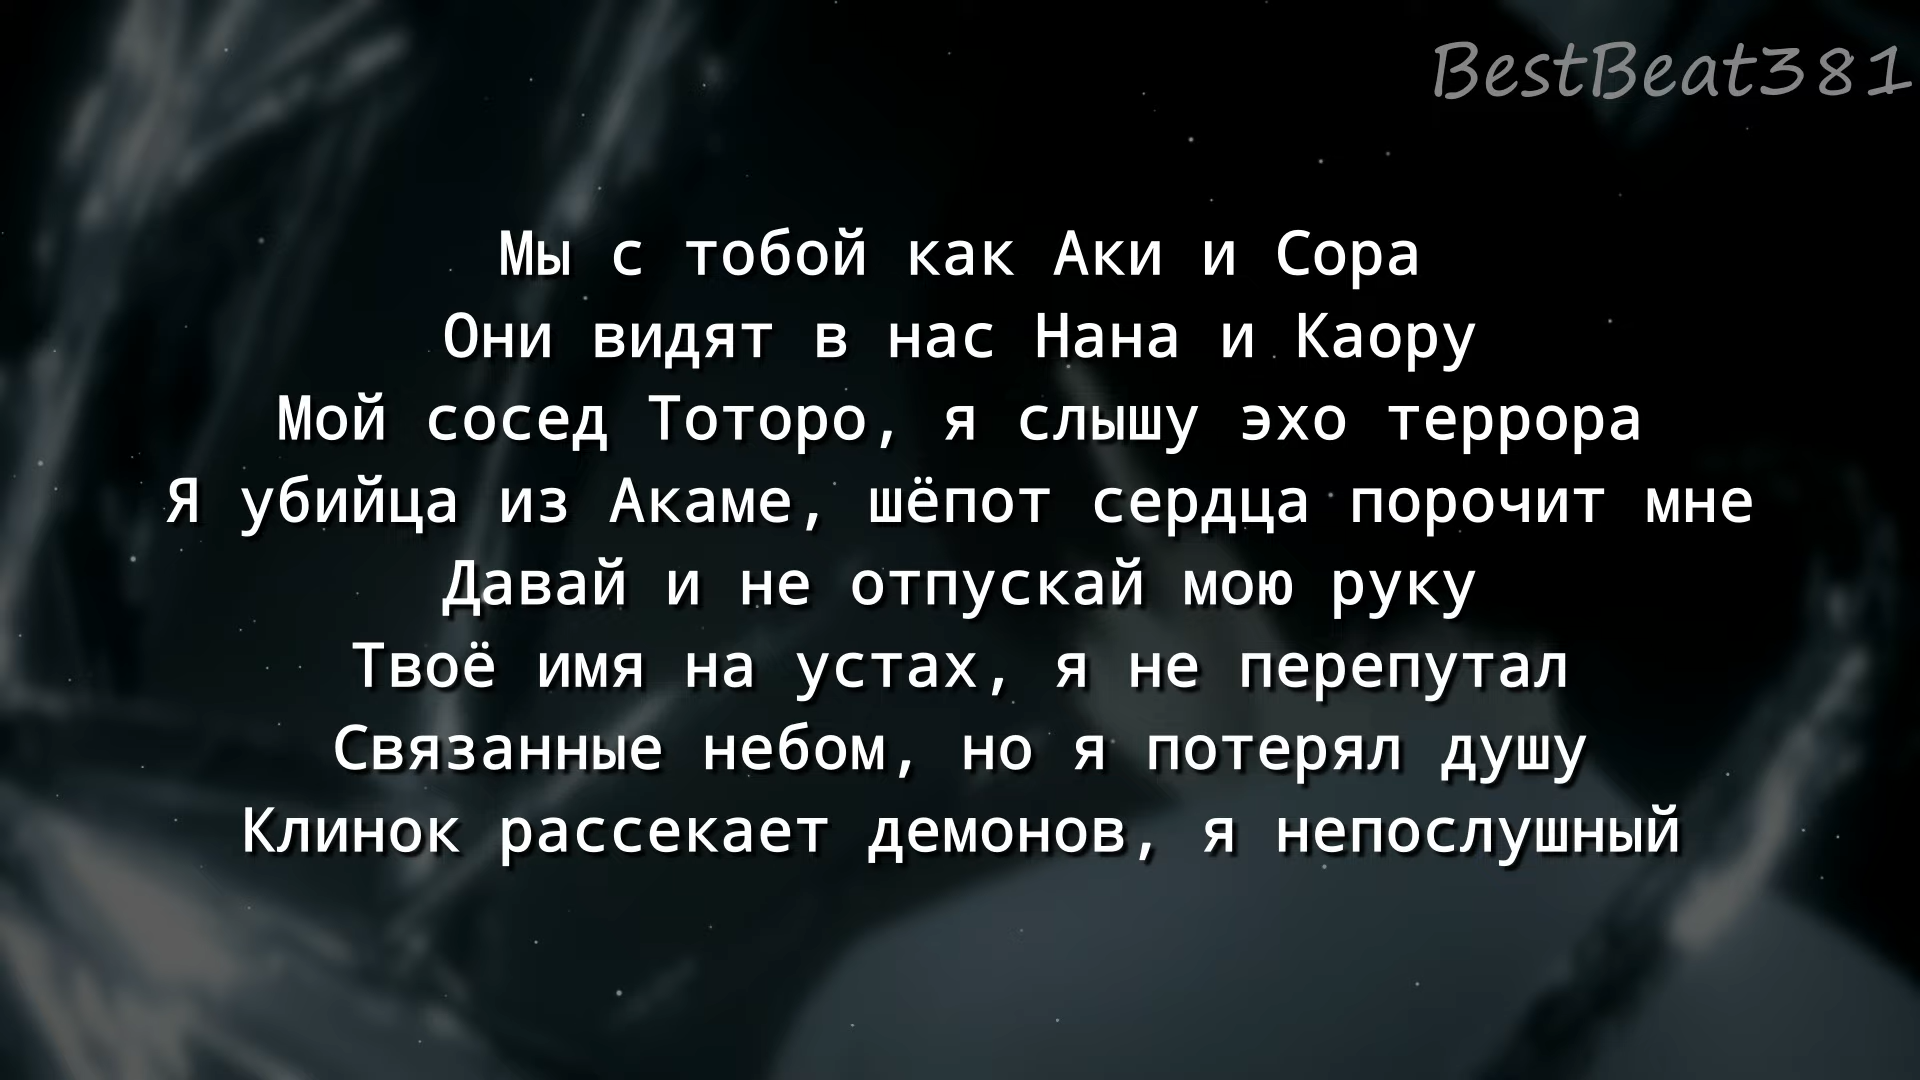 BestBeat381
Мы с тобой как Аки и Сора
Они видят в нас Нана и Каору
Мой сосед Тоторо, я слышу эхо террора
Я убийца из Акаме, шёпот сердца порочит мне
Давай и не отпускай мою руку
Твоё имя на устах, я не перепутал
Связанные небом, но я потерял душу
Клинок рассекает демонов, я непослушный